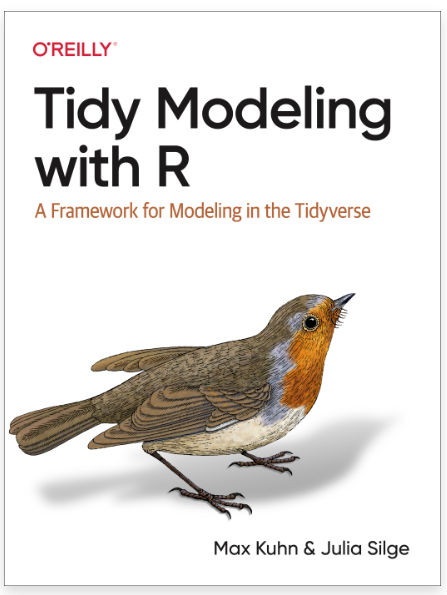 O'REILLY®
Tidy Modeling
with R
A Framework for Modeling in the Tidyverse
Max Kuhn & Julia Silge